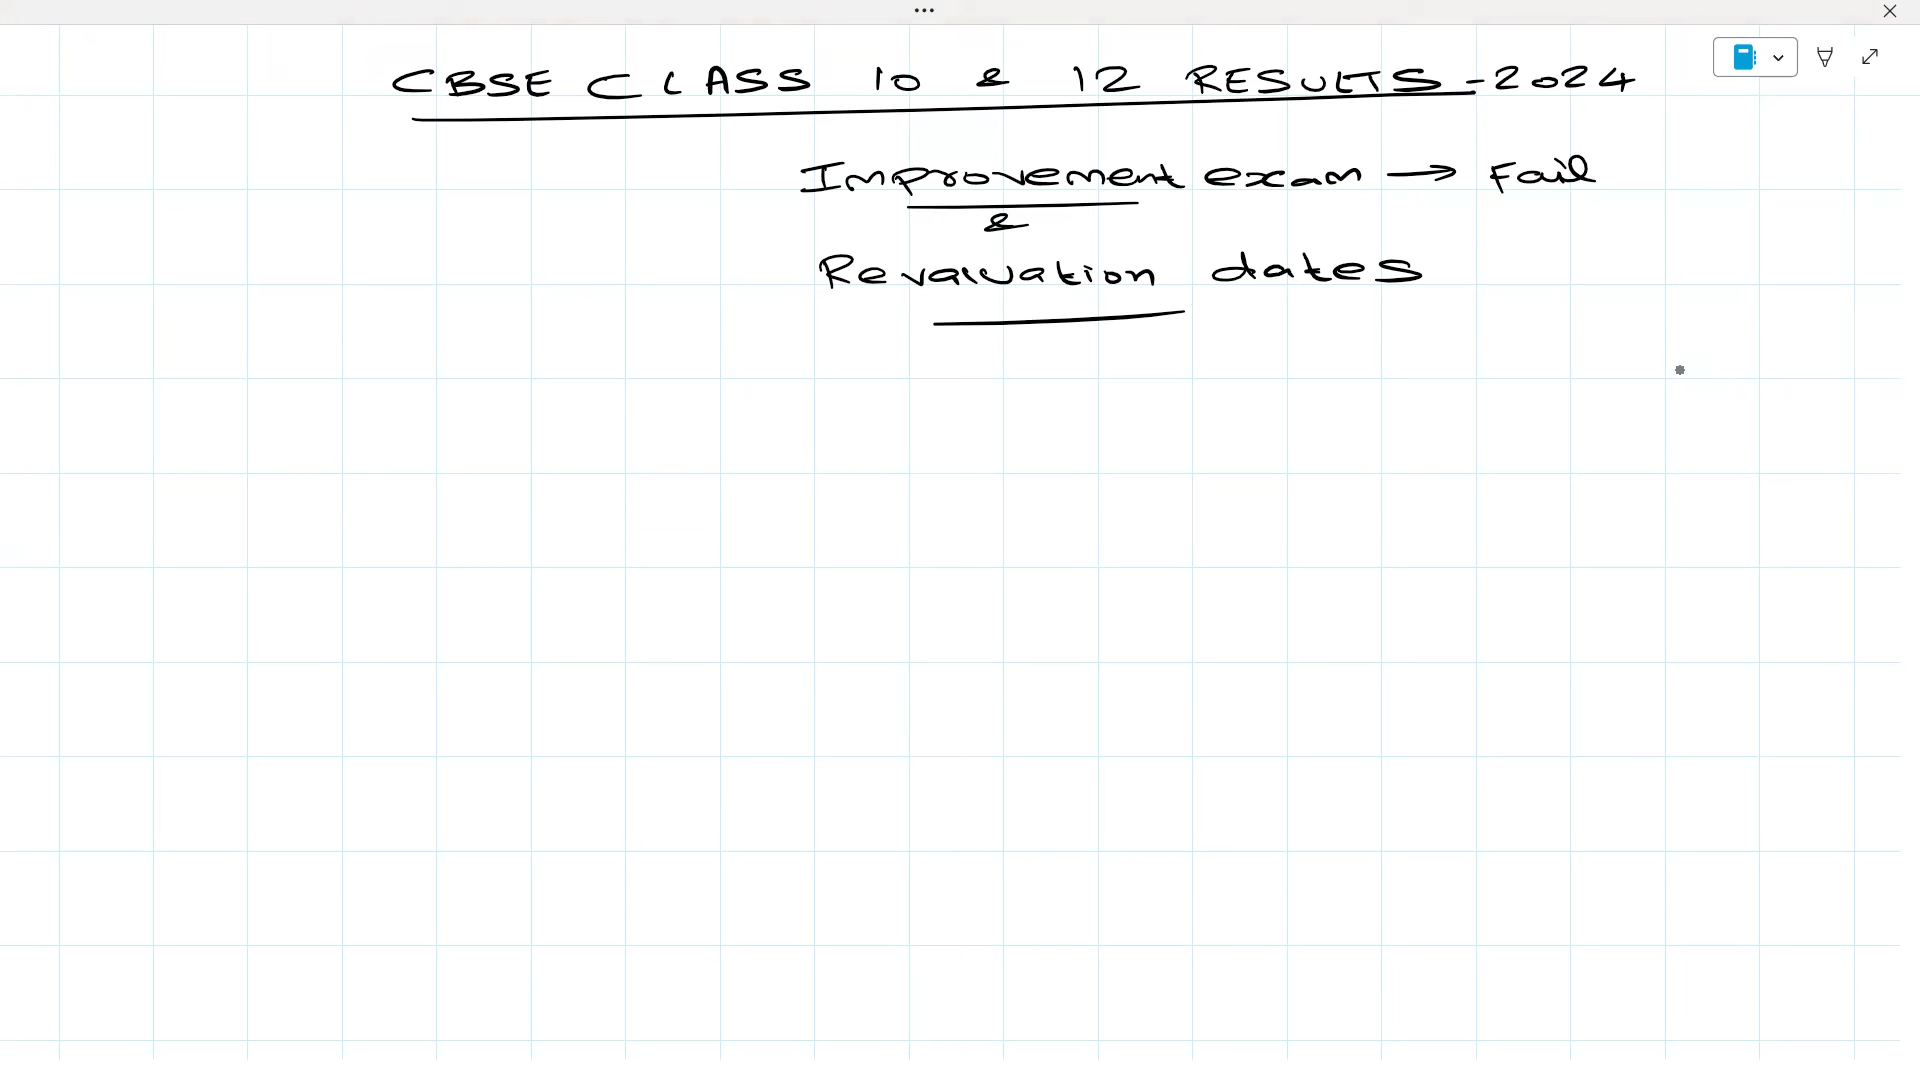 CBSE CLASS 10 & 12 RESULTS - 2024
Improvement exam → Fail
&
Revaluation dates